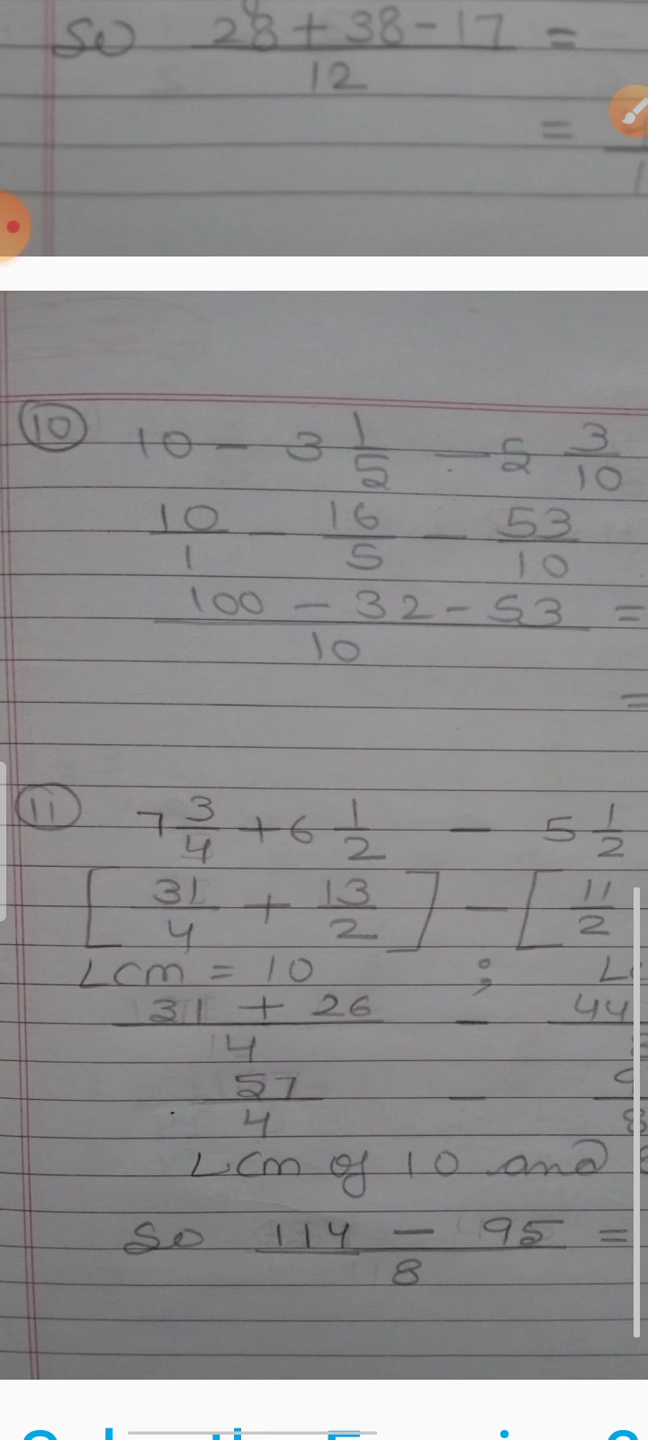 so 28 + 38 - 17 =
12
=
10 10 - 3 1/5 - 5 3/10
10/1 - 16/5 - 53/10
100 - 32 - 53 =
10
=
11 7 3/4 + 6 1/2 - 5 1/2
[ 31/4 + 13/2 ] - [ 11/2
LCM = 10 ;
31 + 26 - 44
4
57/4 -
LCM of 10 and
So 114 - 95 =
8